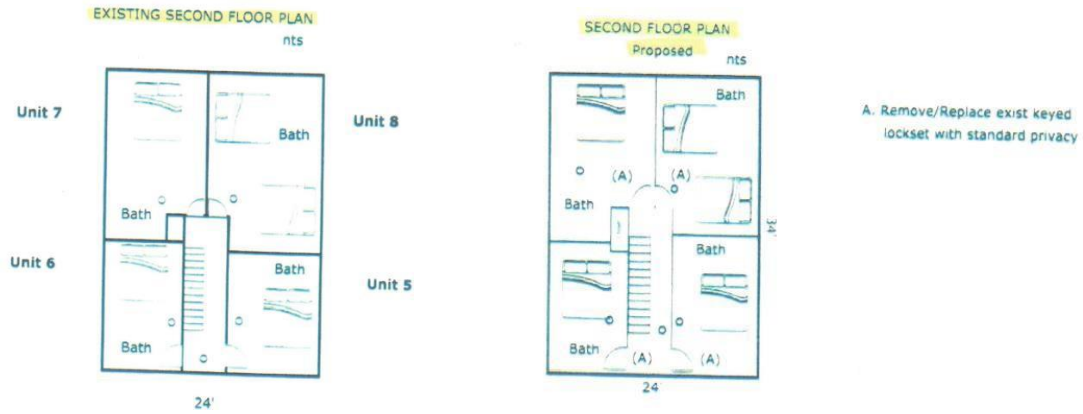 EXISTING SECOND FLOOR PLAN
nts
Unit 7
Bath
Unit 8
Bath
Unit 6
Bath
Unit 5
Bath
24'
SECOND FLOOR PLAN
Proposed
nts
Bath
(A)
(A)
Bath
34'
Bath
Bath
(A)
(A)
24
A. Remove/Replace exist keyed
lockset with standard privacy